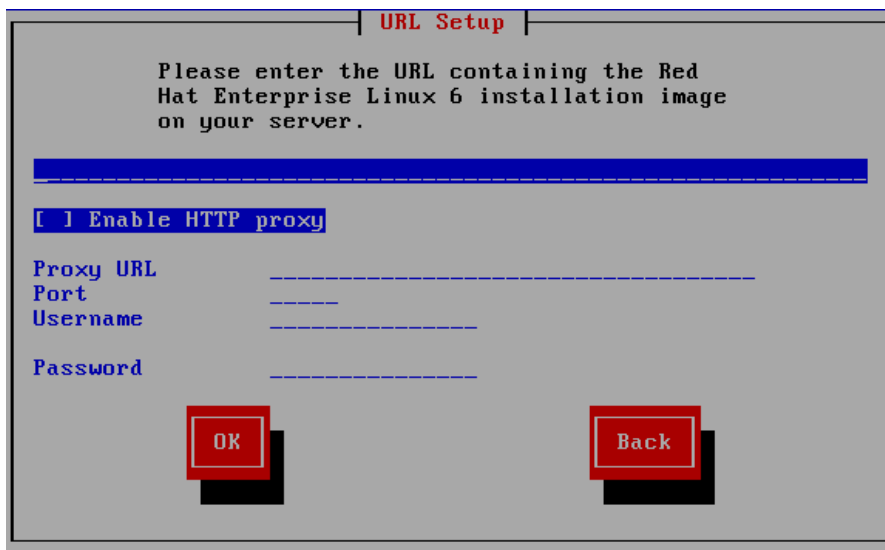 URL Setup
Please enter the URL containing the Red
Hat Enterprise Linux 6 installation image
on your server.
[ ] Enable HTTP proxy
Proxy URL
Port
Username
Password
OK
Back